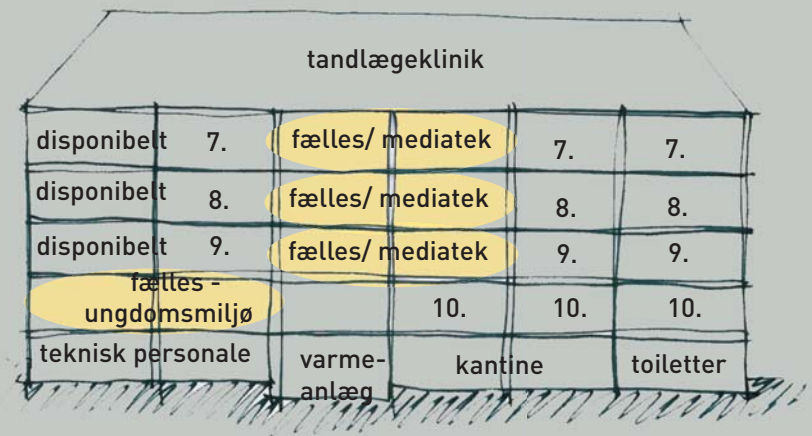 tandlægeklinik
disponibelt 7. fælles/ mediatek 7. 7.
disponibelt 8. fælles/ mediatek 8. 8.
disponibelt 9. fælles/ mediatek 9. 9.
fælles -
ungdomsmiljø 10. 10. 10.
teknisk personale varme- kantine toiletter
anlæg